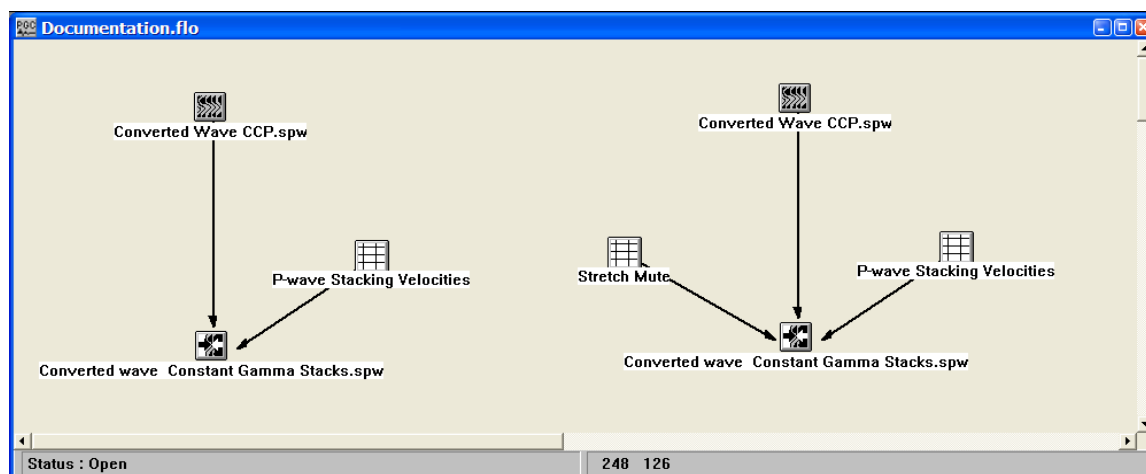 PGC
Documentation.flo
Converted Wave CCP.spw
P-wave Stacking Velocities
Converted wave  Constant Gamma Stacks.spw
Converted Wave CCP.spw
Stretch Mute
P-wave Stacking Velocities
Converted wave  Constant Gamma Stacks.spw
Status : Open
248 126